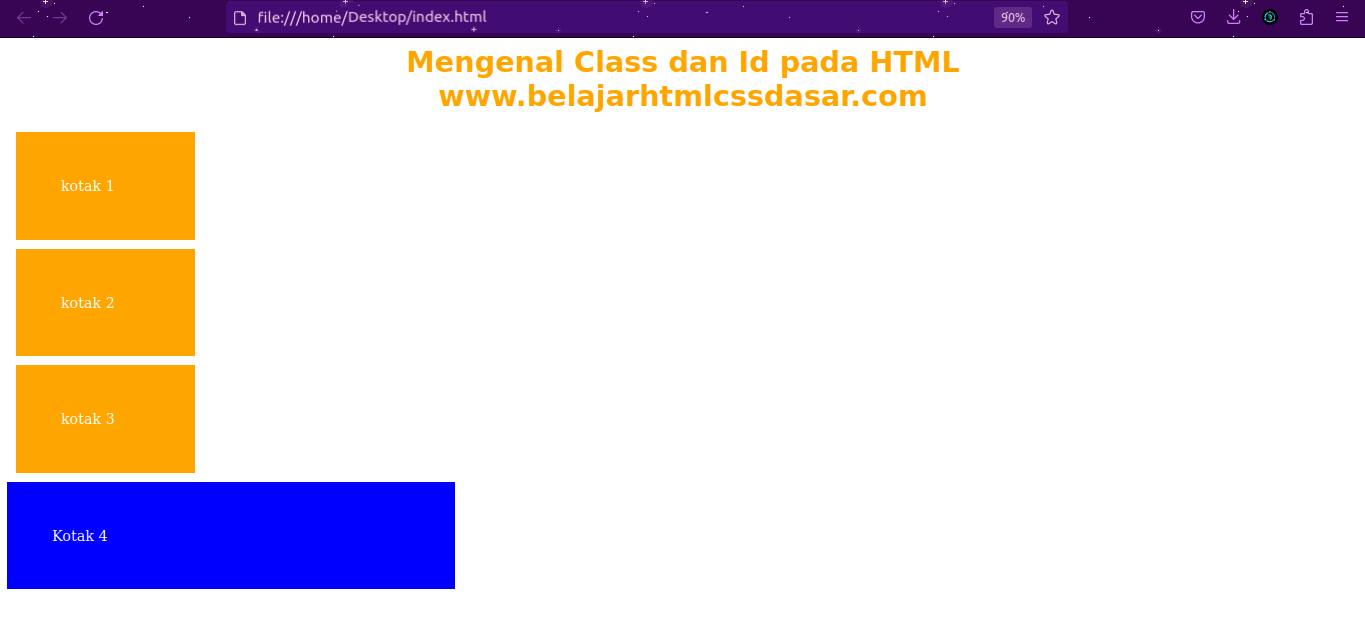 file:///home/Desktop/index.html
90%
Mengenal Class dan Id pada HTML
www.belajarhtmlcssdasar.com
kotak 1
kotak 2
kotak 3
Kotak 4